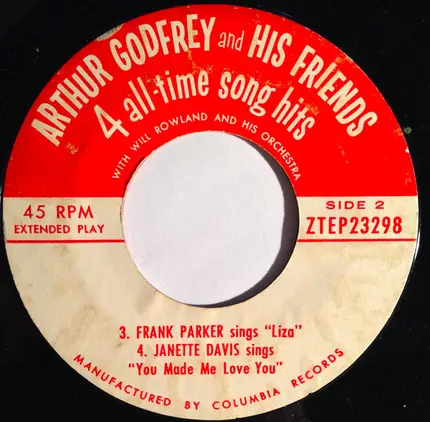 ARTHUR GODFREY and HIS FRIENDS
4 all-time song hits
WITH WILL ROWLAND AND HIS ORCHESTRA
45 RPM
EXTENDED PLAY
SIDE 2
ZTEP23298
3. FRANK PARKER sings "Liza"
4. JANETTE DAVIS sings
"You Made Me Love You"
MANUFACTURED BY COLUMBIA RECORDS